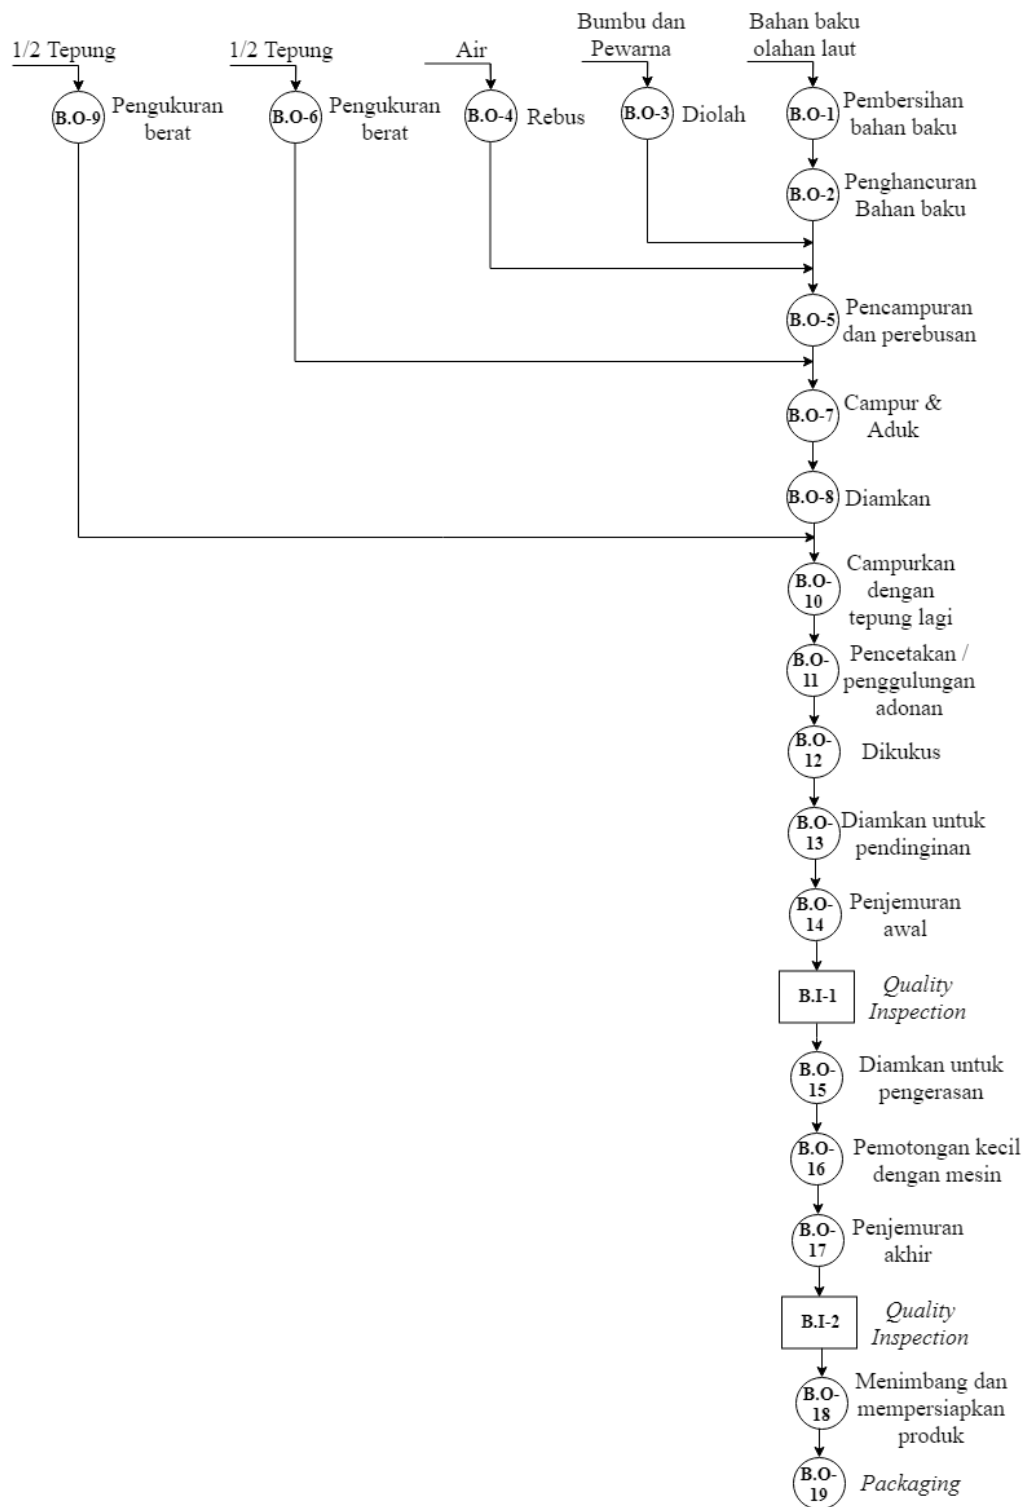 1/2 Tepung
1/2 Tepung
Air
Bumbu dan
Pewarna
Bahan baku
olahan laut
B.O-9
Pengukuran
berat
B.O-6
Pengukuran
berat
B.O-4
Rebus
B.O-3
Diolah
B.O-1
Pembersihan
bahan baku
B.O-2
Penghancuran
Bahan baku
B.O-5
Pencampuran
dan perebusan
B.O-7
Campur &
Aduk
B.O-8
Diamkan
B.O-
10
Campurkan
dengan
tepung lagi
B.O-
11
Pencetakan /
penggulungan
adonan
B.O-
12
Dikukus
B.O-
13
Diamkan untuk
pendinginan
B.O-
14
Penjemuran
awal
B.I-1
Quality
Inspection
B.O-
15
Diamkan untuk
pengerasan
B.O-
16
Pemotongan kecil
dengan mesin
B.O-
17
Penjemuran
akhir
B.I-2
Quality
Inspection
B.O-
18
Menimbang dan
mempersiapkan
produk
B.O-
19
Packaging